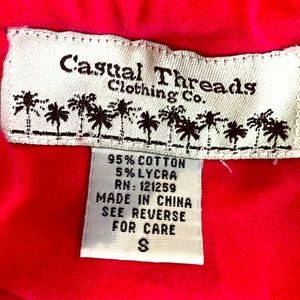 Casual Threads
Clothing Co.
95% COTTON
5% LYCRA
RN: 121259
MADE IN CHINA
SEE REVERSE
FOR CARE
S